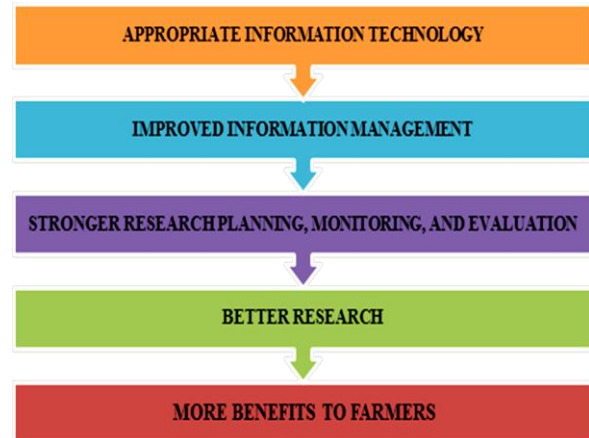 APPROPRIATE INFORMATION TECHNOLOGY
IMPROVED INFORMATION MANAGEMENT
STRONGER RESEARCH PLANNING, MONITORING, AND EVALUATION
BETTER RESEARCH
MORE BENEFITS TO FARMERS